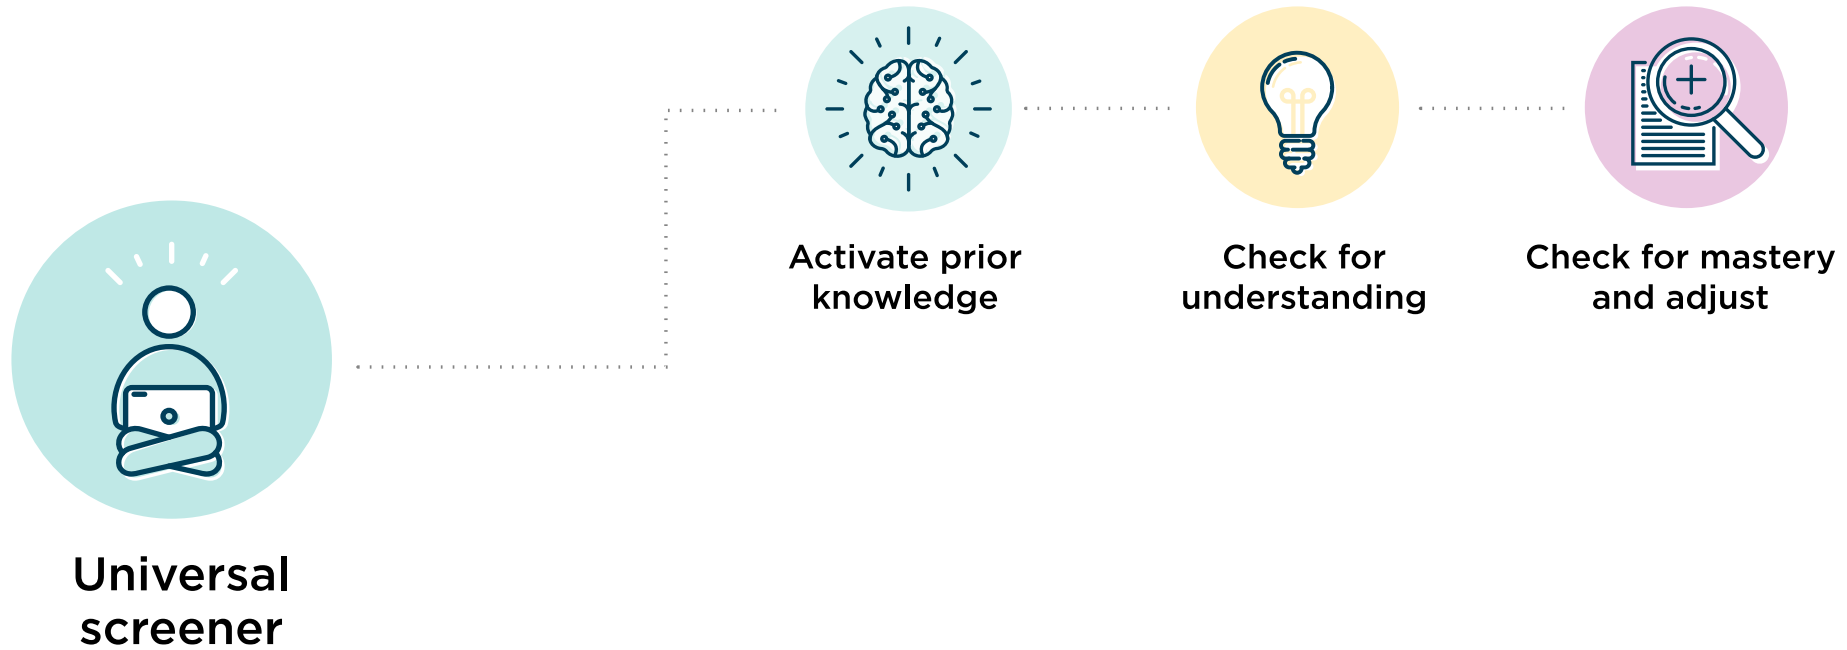 Activate prior
knowledge
Check for
understanding
Check for mastery
and adjust
Universal
screener